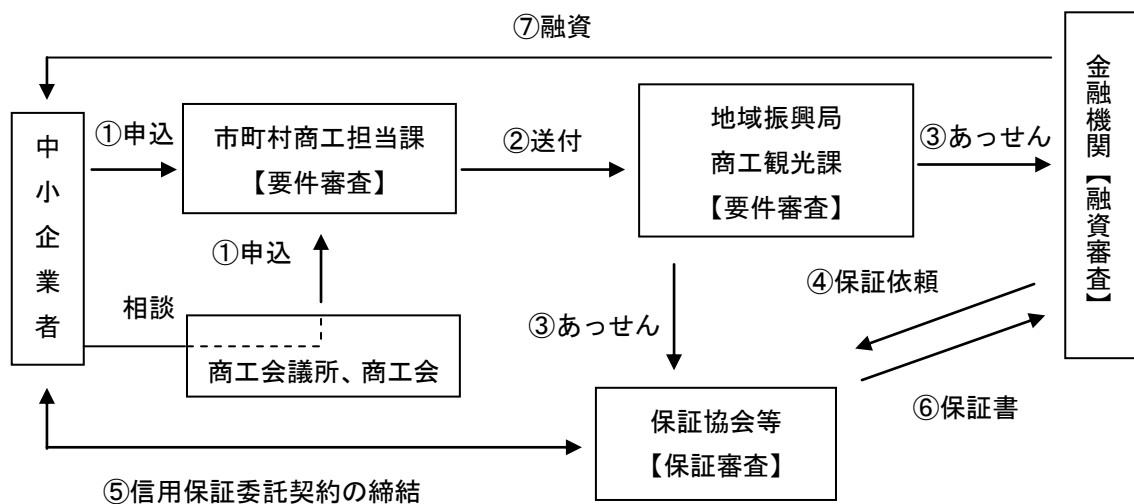 ⑦融資
中小企業者
①申込
市町村商工担当課
【要件審査】
②送付
地域振興局
商工観光課
【要件審査】
③あっせん
金融機関【融資審査】
①申込
相談
商工会議所、商工会
③あっせん
④保証依頼
⑥保証書
保証協会等
【保証審査】
⑤信用保証委託契約の締結